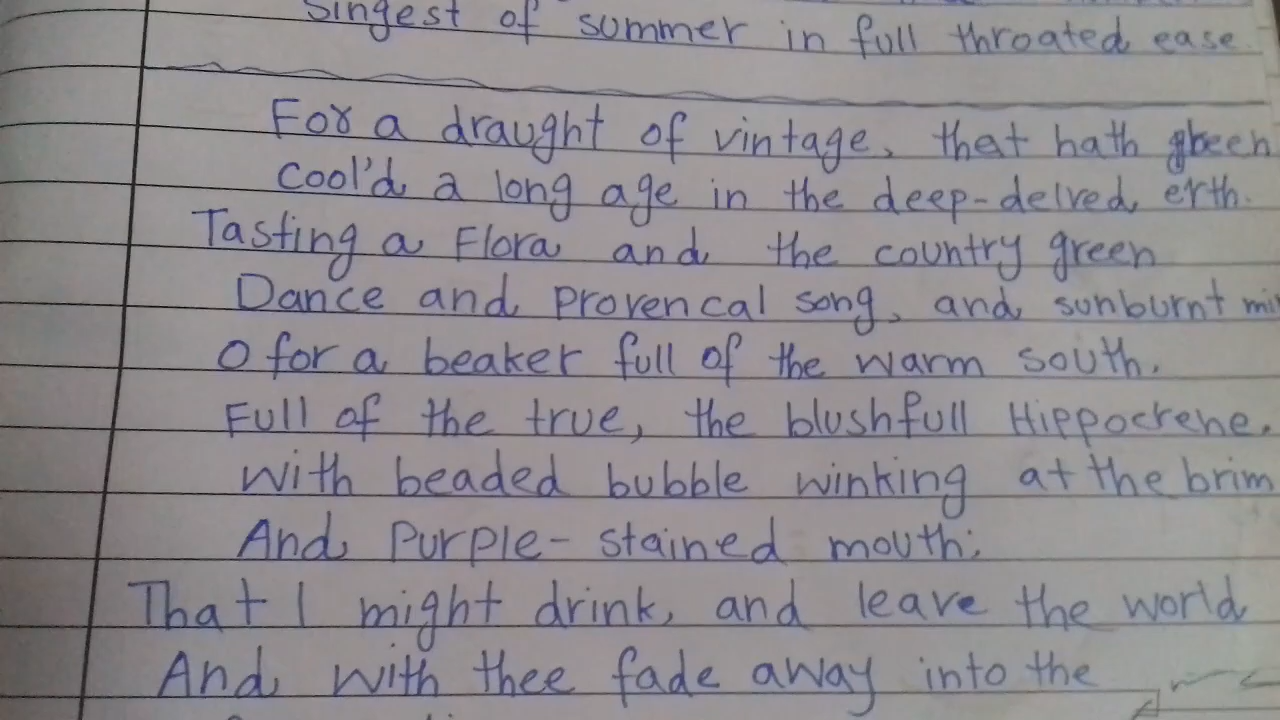 Singest of summer in full throated ease
For a draught of vintage, that hath been
Cool'd a long age in the deep-delved erth.
Tasting a Flora and the country green
Dance and Provencal song, and sunburnt mi
O for a beaker full of the warm south.
Full of the true, the blushfull Hippocrene.
With beaded bubble winking at the brim
And Purple-stained mouth;
That I might drink, and leave the world
And with thee fade away into the